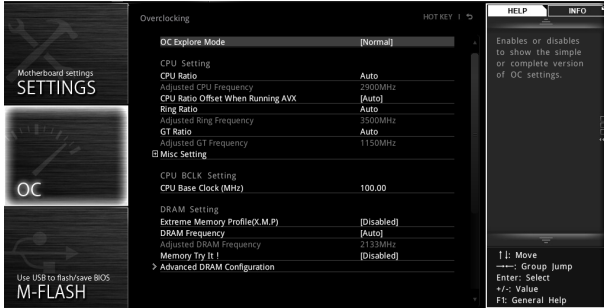 Motherboard settings
SETTINGS
OC
Use USB to flash/save BIOS
M-FLASH
Overclocking
HOT KEY |
OC Explore Mode [Normal]
CPU Setting
CPU Ratio Auto
Adjusted CPU Frequency 2900MHz
CPU Ratio Offset When Running AVX [Auto]
Ring Ratio Auto
Adjusted Ring Frequency 3500MHz
GT Ratio Auto
Adjusted GT Frequency 1150MHz
Misc Setting
CPU BCLK Setting
CPU Base Clock (MHz) 100.00
DRAM Setting
Extreme Memory Profile(X.M.P) [Disabled]
DRAM Frequency [Auto]
Adjusted DRAM Frequency 2133MHz
Memory Try It ! [Disabled]
> Advanced DRAM Configuration
HELP INFO
Enables or disables
to show the simple
or complete version
of OC settings.
↑↓: Move
→←: Group Jump
Enter: Select
+/-: Value
F1: General Help